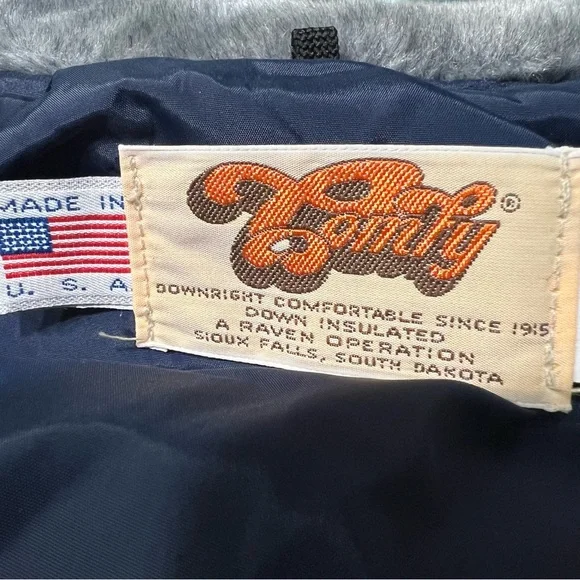 MADE IN
U. S. A
Comfy®
DOWNRIGHT COMFORTABLE SINCE 1915
DOWN INSULATED
A RAVEN OPERATION
SIOUX FALLS, SOUTH DAKOTA